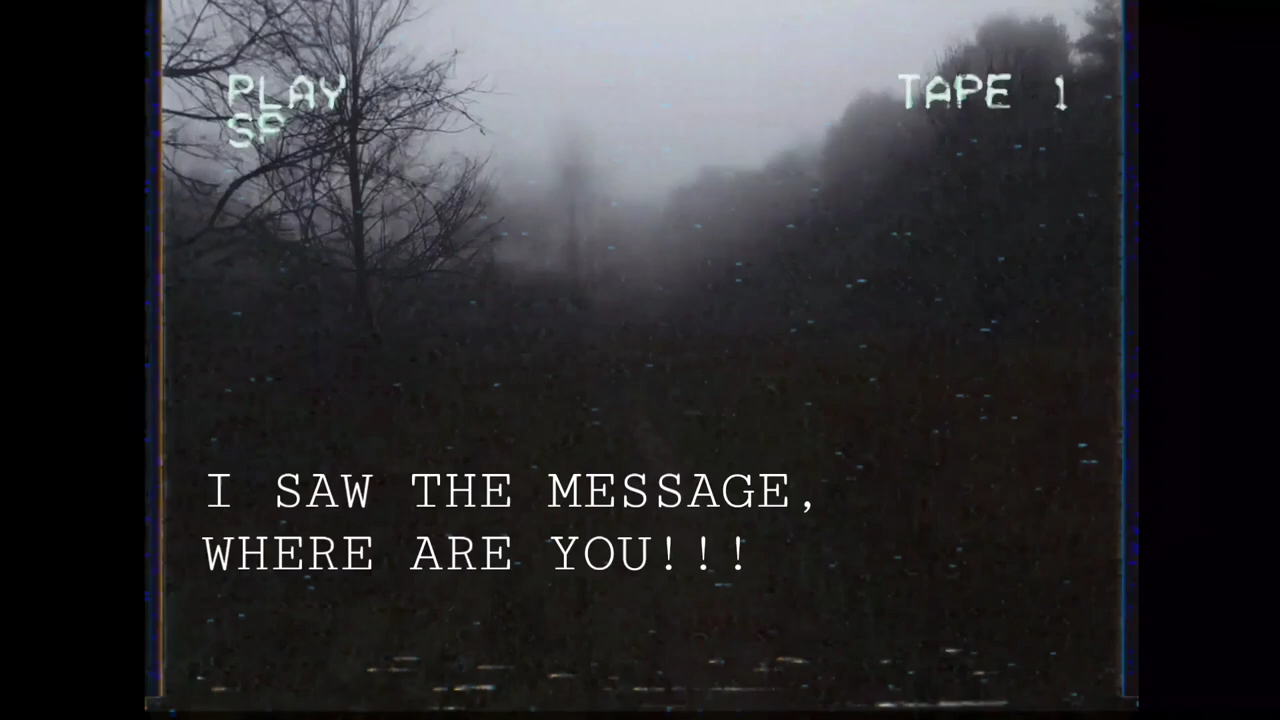 PLAY
SP
TAPE 1
I SAW THE MESSAGE,
WHERE ARE YOU!!!